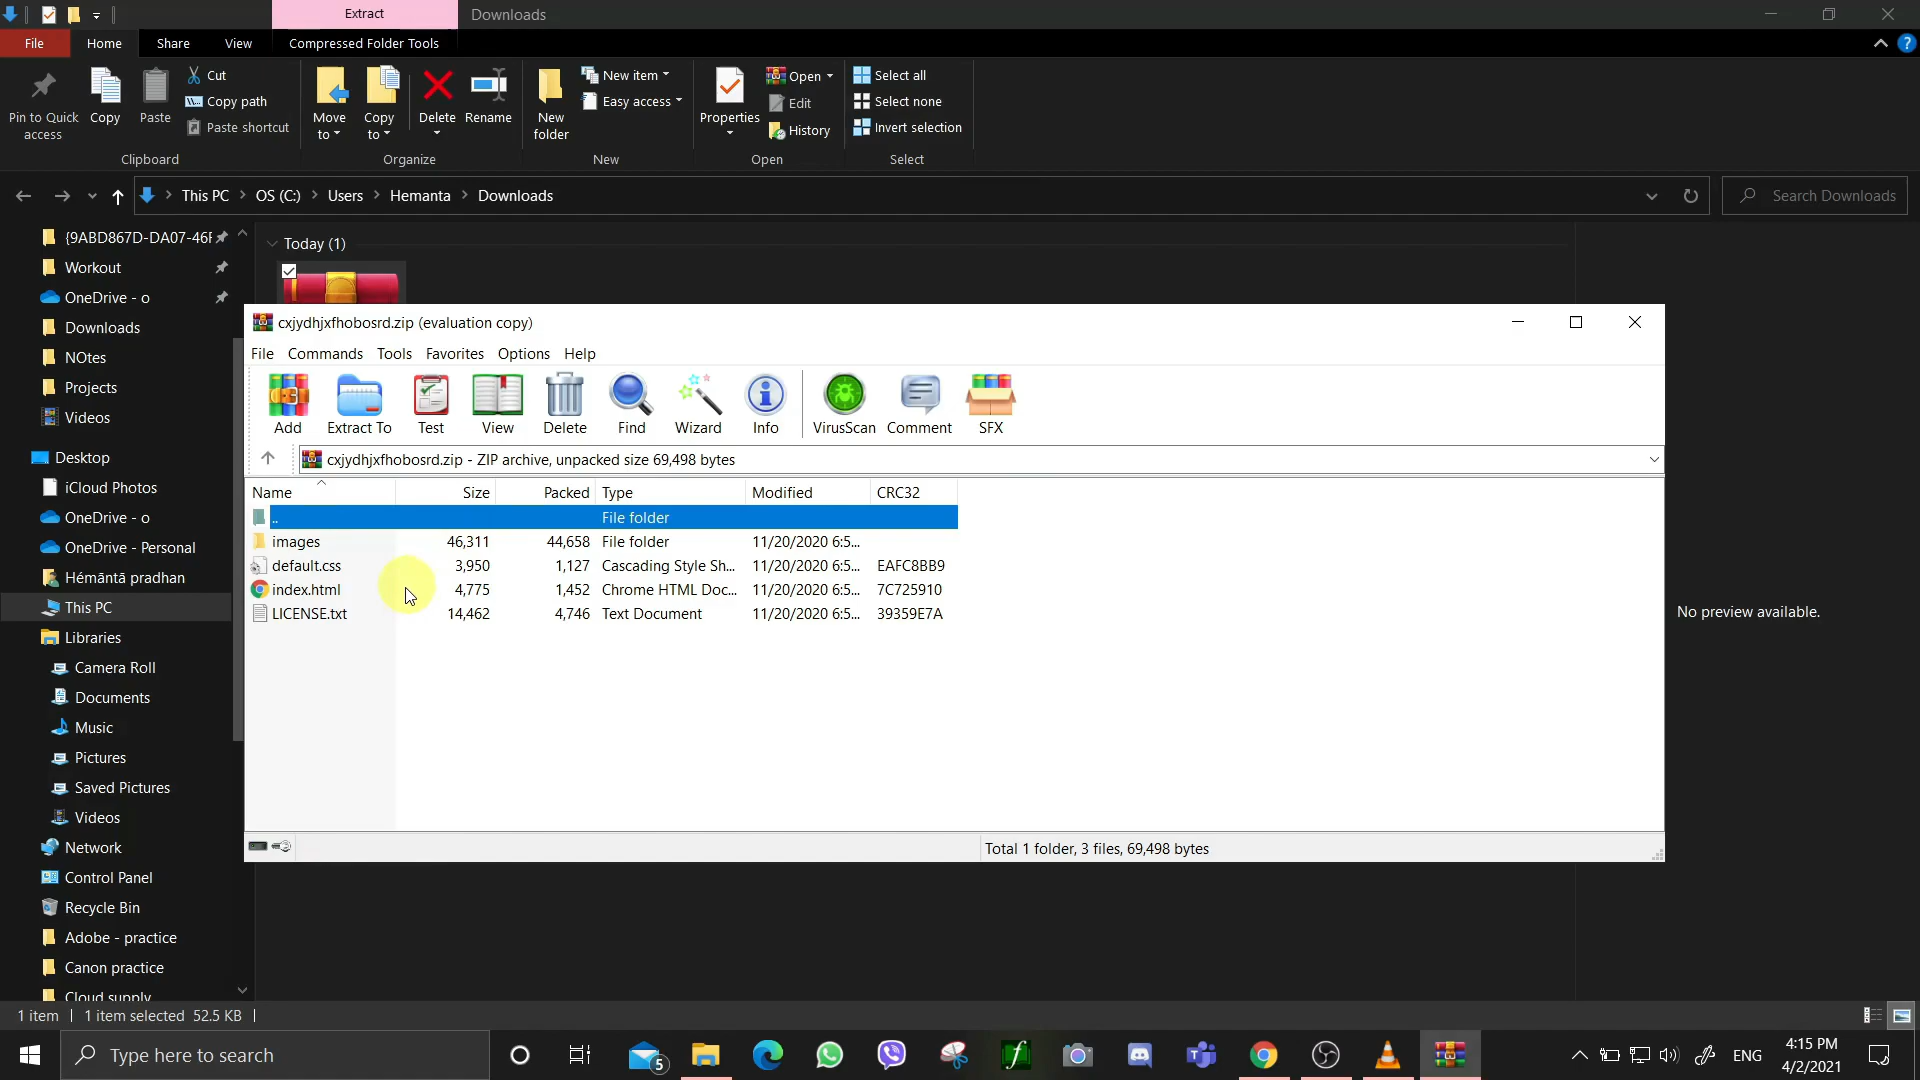 Extract
Downloads
File Home Share View Compressed Folder Tools
Pin to Quick access
Copy
Paste
Cut
Copy path
Paste shortcut
Clipboard
Move to
Copy to
Delete
Rename
Organize
New folder
New item
Easy access
New
Properties
Open
Edit
History
Open
Select all
Select none
Invert selection
Select
This PC > OS (C:) > Users > Hemanta > Downloads
Search Downloads
{9ABD867D-DA07-46F
Workout
OneDrive - o
Downloads
NOtes
Projects
Videos
Desktop
iCloud Photos
OneDrive - o
OneDrive - Personal
Hémāntā pradhan
This PC
Libraries
Camera Roll
Documents
Music
Pictures
Saved Pictures
Videos
Network
Control Panel
Recycle Bin
Adobe - practice
Canon practice
Cloud supply
Today (1)
cxjydhjxfhobosrd.zip (evaluation copy)
File Commands Tools Favorites Options Help
Add Extract To Test View Delete Find Wizard Info VirusScan Comment SFX
cxjydhjxfhobosrd.zip - ZIP archive, unpacked size 69,498 bytes
Name Size Packed Type Modified CRC32
.. File folder
images 46,311 44,658 File folder 11/20/2020 6:5...
default.css 3,950 1,127 Cascading Style Sh... 11/20/2020 6:5... EAFC8BB9
index.html 4,775 1,452 Chrome HTML Doc... 11/20/2020 6:5... 7C725910
LICENSE.txt 14,462 4,746 Text Document 11/20/2020 6:5... 39359E7A
Total 1 folder, 3 files, 69,498 bytes
No preview available.
1 item 1 item selected 52.5 KB
Type here to search
5
ENG
4:15 PM
4/2/2021